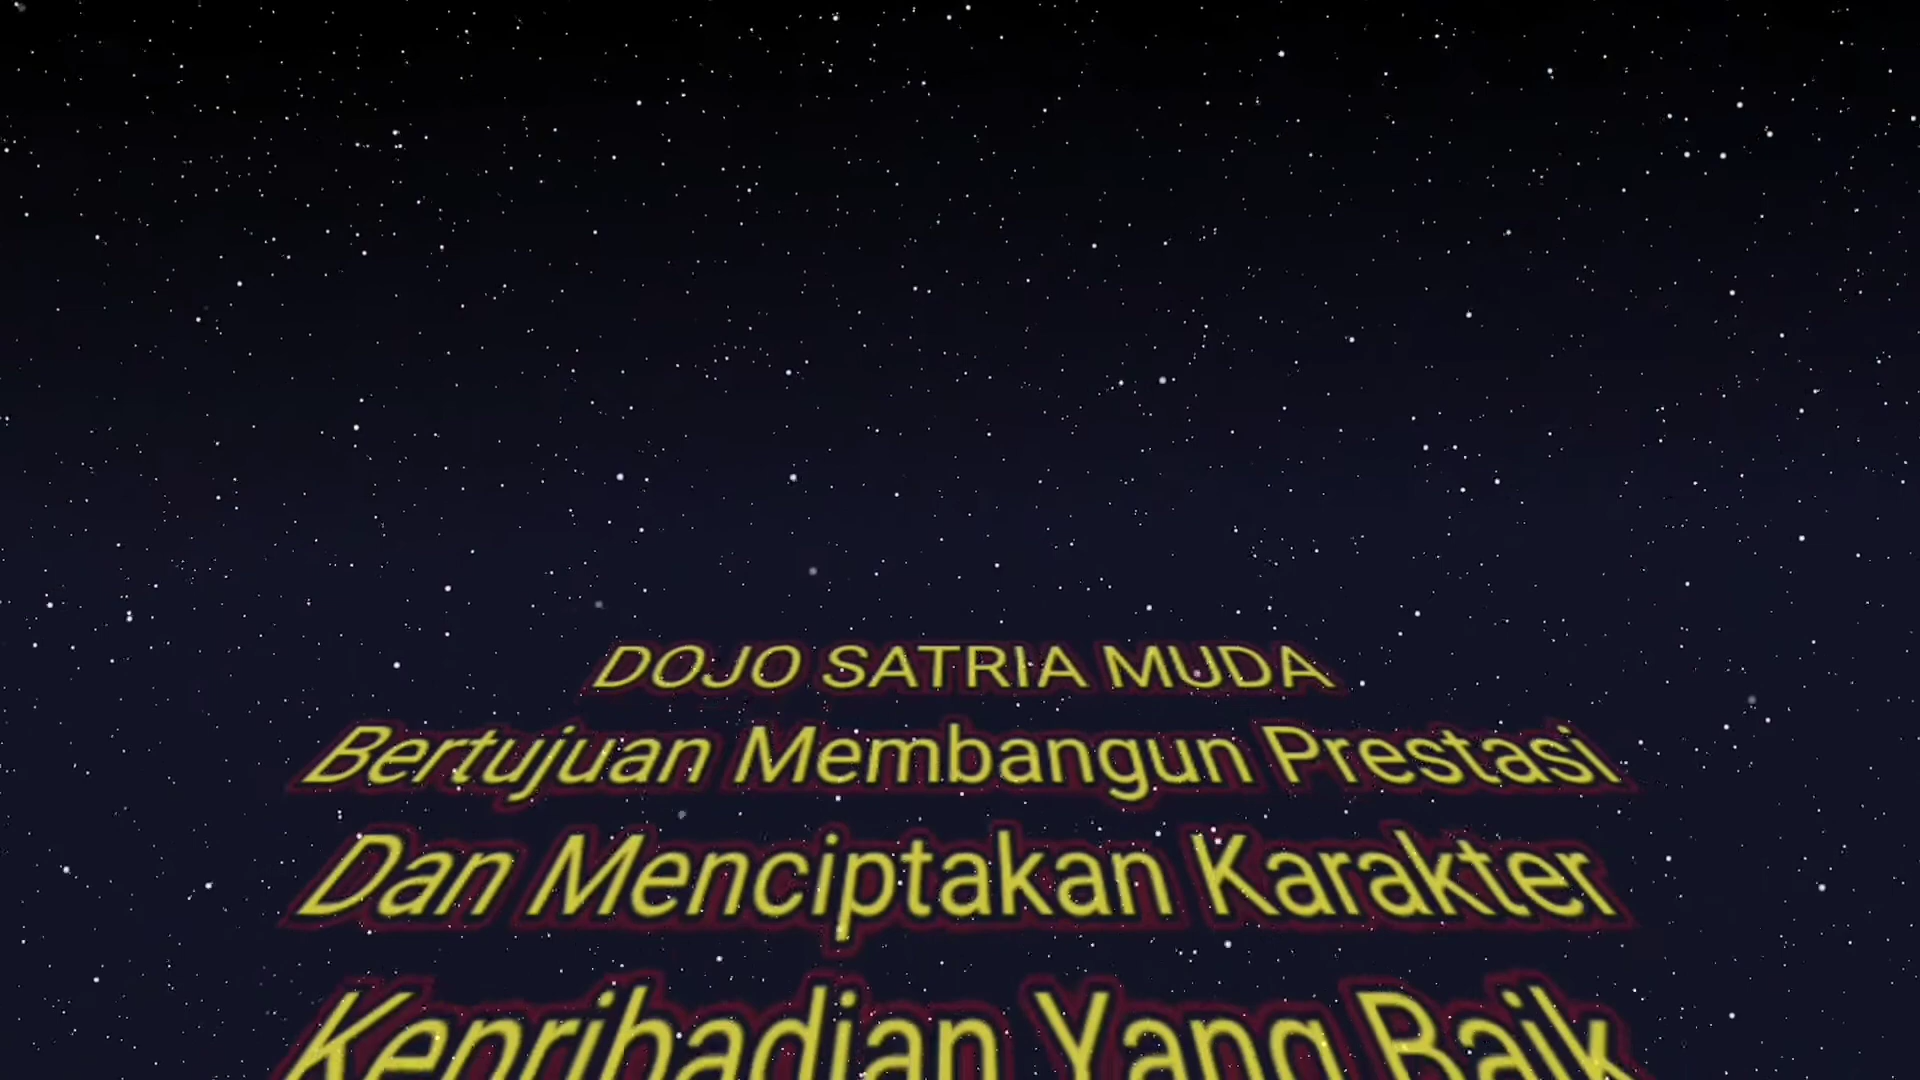 DOJO SATRIA MUDA
Bertujuan Membangun Prestasi
Dan Menciptakan Karakter
Kepribadian Yang Baik